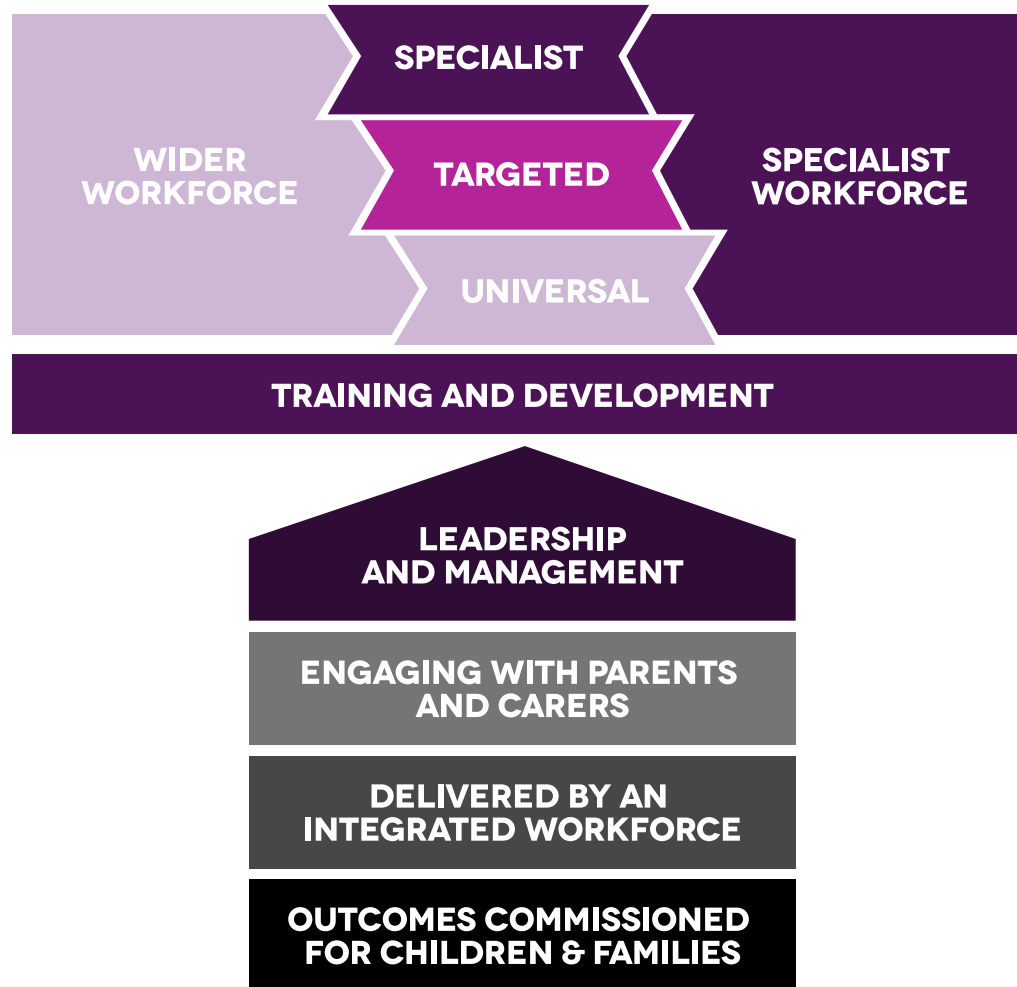 SPECIALIST
WIDER
WORKFORCE
TARGETED
SPECIALIST
WORKFORCE
UNIVERSAL
TRAINING AND DEVELOPMENT
LEADERSHIP
AND MANAGEMENT
ENGAGING WITH PARENTS
AND CARERS
DELIVERED BY AN
INTEGRATED WORKFORCE
OUTCOMES COMMISSIONED
FOR CHILDREN & FAMILIES